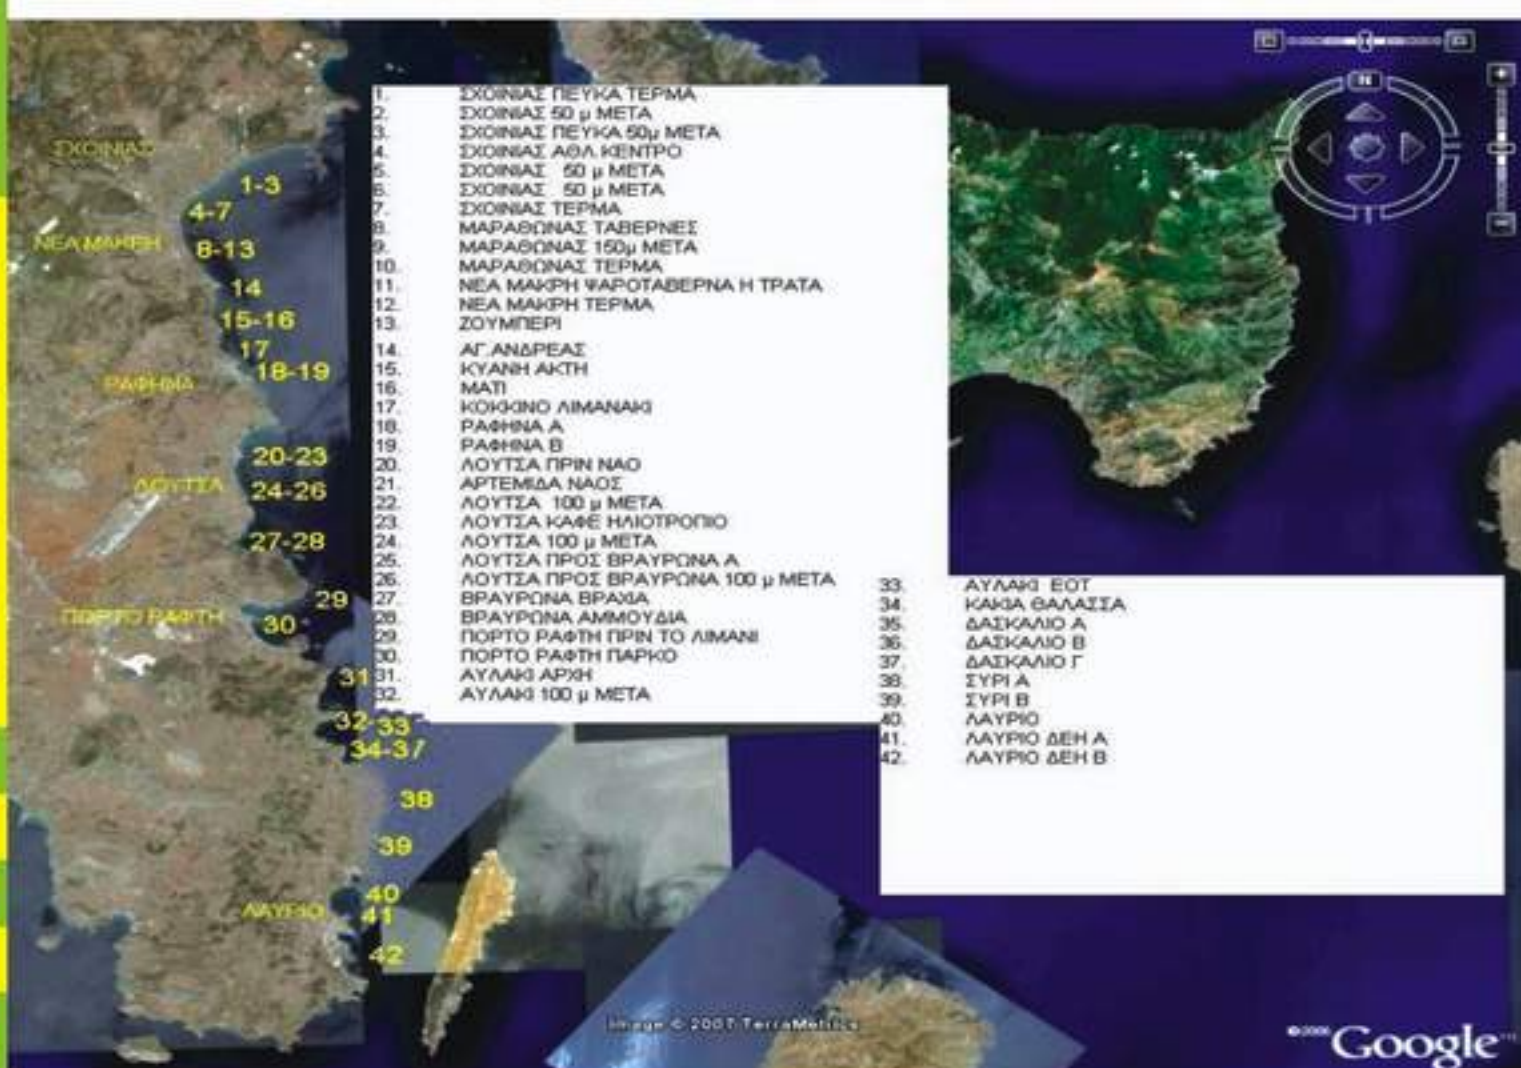 1. ΣΧΟΙΝΙΑΣ ΠΕΥΚΑ ΤΕΡΜΑ
2. ΣΧΟΙΝΙΑΣ 50 μ ΜΕΤΑ
3. ΣΧΟΙΝΙΑΣ ΠΕΥΚΑ 50μ ΜΕΤΑ
4. ΣΧΟΙΝΙΑΣ ΑΘΛ.ΚΕΝΤΡΟ
5. ΣΧΟΙΝΙΑΣ 50 μ ΜΕΤΑ
6. ΣΧΟΙΝΙΑΣ 50 μ ΜΕΤΑ
7. ΣΧΟΙΝΙΑΣ ΤΕΡΜΑ
8. ΜΑΡΑΘΩΝΑΣ ΤΑΒΕΡΝΕΣ
9. ΜΑΡΑΘΩΝΑΣ 150μ ΜΕΤΑ
10. ΜΑΡΑΘΩΝΑΣ ΤΕΡΜΑ
11. ΝΕΑ ΜΑΚΡΗ ΨΑΡΟΤΑΒΕΡΝΑ Η ΤΡΑΤΑ
12. ΝΕΑ ΜΑΚΡΗ ΤΕΡΜΑ
13. ΖΟΥΜΠΕΡΙ
14. ΑΓ.ΑΝΔΡΕΑΣ
15. ΚΥΑΝΗ ΑΚΤΗ
16. ΜΑΤΙ
17. ΚΟΚΚΙΝΟ ΛΙΜΑΝΑΚΙ
18. ΡΑΦΗΝΑ Α
19. ΡΑΦΗΝΑ Β
20. ΛΟΥΤΣΑ ΠΡΙΝ ΝΑΟ
21. ΑΡΤΕΜΙΔΑ ΝΑΟΣ
22. ΛΟΥΤΣΑ 100 μ ΜΕΤΑ
23. ΛΟΥΤΣΑ ΚΑΦΕ ΗΛΙΟΤΡΟΠΙΟ
24. ΛΟΥΤΣΑ 100 μ ΜΕΤΑ
25. ΛΟΥΤΣΑ ΠΡΟΣ ΒΡΑΥΡΩΝΑ Α
26. ΛΟΥΤΣΑ ΠΡΟΣ ΒΡΑΥΡΩΝΑ 100 μ ΜΕΤΑ
27. ΒΡΑΥΡΩΝΑ ΒΡΑΧΙΑ
28. ΒΡΑΥΡΩΝΑ ΑΜΜΟΥΔΙΑ
29. ΠΟΡΤΟ ΡΑΦΤΗ ΠΡΙΝ ΤΟ ΛΙΜΑΝΙ
30. ΠΟΡΤΟ ΡΑΦΤΗ ΠΑΡΚΟ
31. ΑΥΛΑΚΙ ΑΡΧΗ
32. ΑΥΛΑΚΙ 100 μ ΜΕΤΑ
33. ΑΥΛΑΚΙ ΕΟΤ
34. ΚΑΚΙΑ ΘΑΛΑΣΣΑ
35. ΔΑΣΚΑΛΙΟ Α
36. ΔΑΣΚΑΛΙΟ Β
37. ΔΑΣΚΑΛΙΟ Γ
38. ΣΥΡΙ Α
39. ΣΥΡΙ Β
40. ΛΑΥΡΙΟ
41. ΛΑΥΡΙΟ ΔΕΗ Α
42. ΛΑΥΡΙΟ ΔΕΗ Β
ΣΧΟΙΝΙΑΣ
1-3
4-7
ΝΕΑ ΜΑΚΡΗ
8-13
14
15-16
17
18-19
ΡΑΦΗΝΑ
20-23
ΛΟΥΤΣΑ
24-26
27-28
29
ΠΟΡΤΟ ΡΑΦΤΗ
30
31
32-33
34-37
38
39
40
ΛΑΥΡΙΟ
41
42
N
Image © 2007 TerraMetrics
©2006 Google™